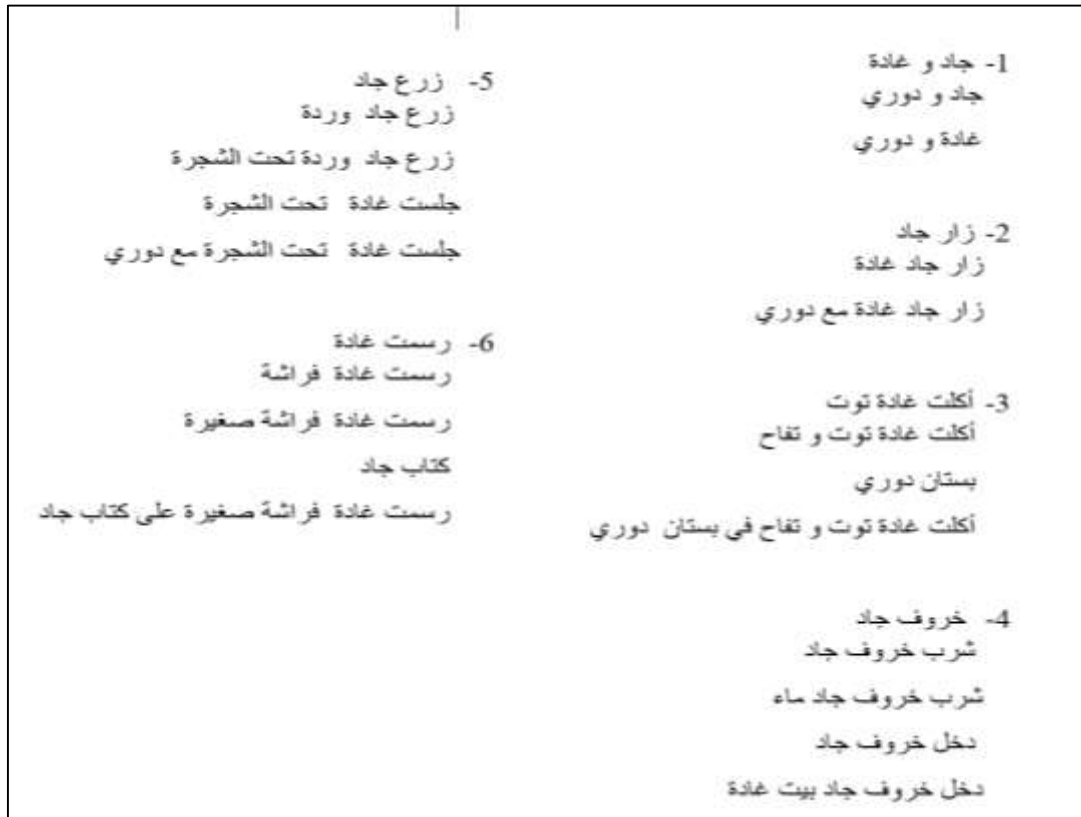 1- جاد و غادة
جاد و دوري
غادة و دوري
2- زار جاد
زار جاد غادة
زار جاد غادة مع دوري
3- أكلت غادة توت
أكلت غادة توت و تفاح
بستان دوري
أكلت غادة توت و تفاح في بستان دوري
4- خروف جاد
شرب خروف جاد
شرب خروف جاد ماء
دخل خروف جاد
دخل خروف جاد بيت غادة
5- زرع جاد
زرع جاد وردة
زرع جاد وردة تحت الشجرة
جلست غادة تحت الشجرة
جلست غادة تحت الشجرة مع دوري
6- رسمت غادة
رسمت غادة فراشة
رسمت غادة فراشة صغيرة
كتاب جاد
رسمت غادة فراشة صغيرة على كتاب جاد